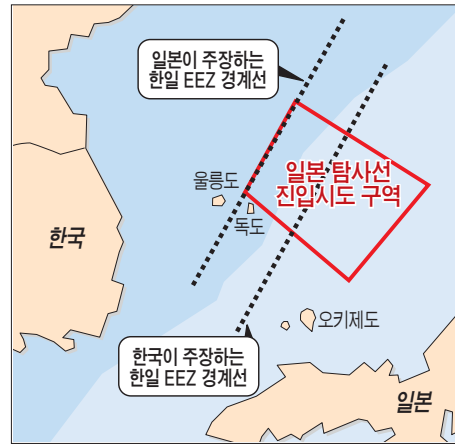 일본이 주장하는
한일 EEZ 경계선
일본 탐사선
진입시도 구역
울릉도
독도
한국
오키제도
한국이 주장하는
한일 EEZ 경계선
일본